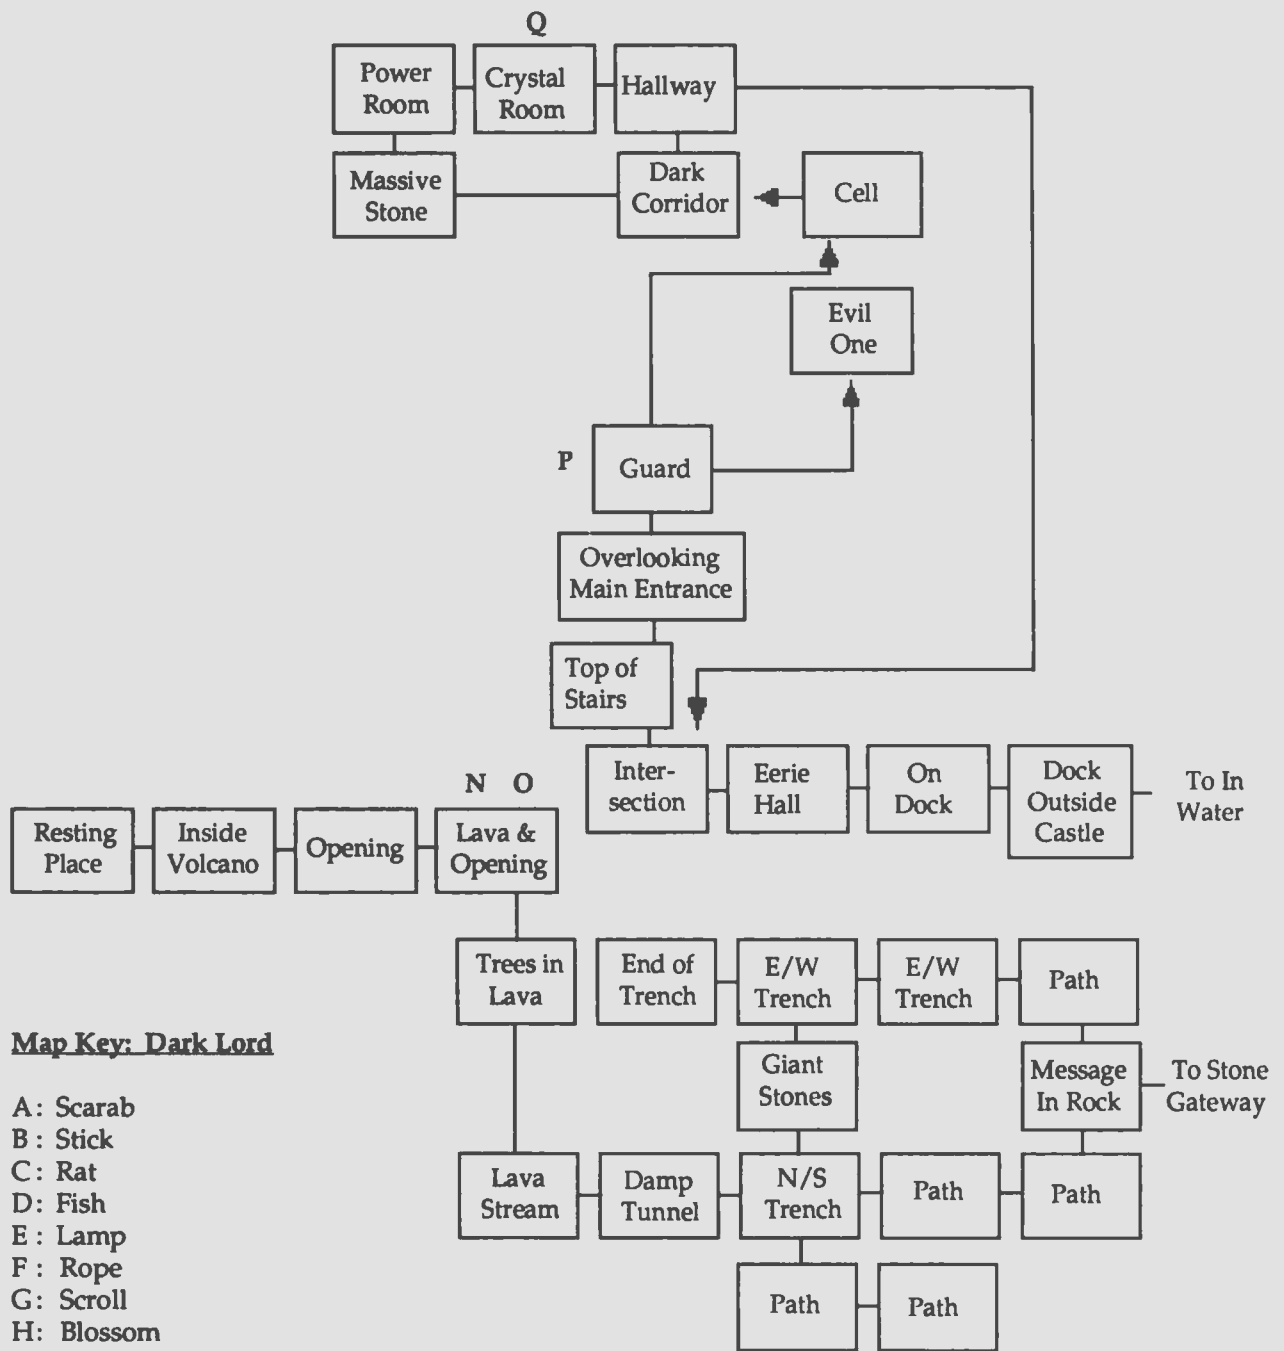 Q
Power
Room
Crystal
Room
Hallway
Massive
Stone
Dark
Corridor
Cell
Evil
One
P
Guard
Overlooking
Main Entrance
Top of
Stairs
Inter-
section
Eerie
Hall
On
Dock
Dock
Outside
Castle
To In
Water
N O
Resting
Place
Inside
Volcano
Opening
Lava &
Opening
Trees in
Lava
End of
Trench
E/W
Trench
E/W
Trench
Path
Giant
Stones
Message
In Rock
To Stone
Gateway
Lava
Stream
Damp
Tunnel
N/S
Trench
Path
Path
Path
Path
Map Key: Dark Lord
A: Scarab
B: Stick
C: Rat
D: Fish
E: Lamp
F: Rope
G: Scroll
H: Blossom